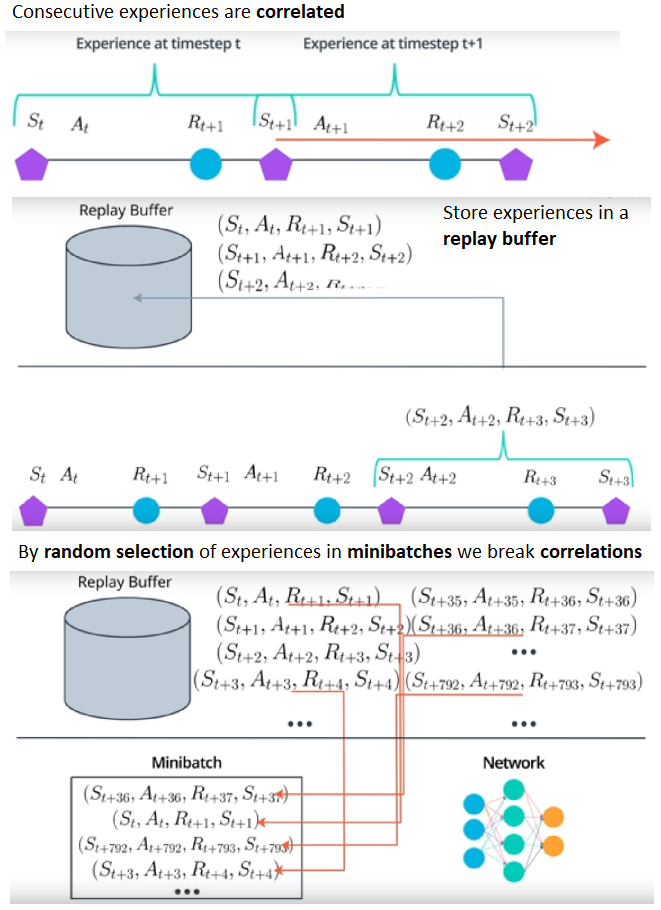 Consecutive experiences are correlated
Experience at timestep t Experience at timestep t+1
S_t A_t R_{t+1} S_{t+1} A_{t+1} R_{t+2} S_{t+2}
Replay Buffer
(S_t, A_t, R_{t+1}, S_{t+1})
(S_{t+1}, A_{t+1}, R_{t+2}, S_{t+2})
(S_{t+2}, A_{t+2}, R
Store experiences in a
replay buffer
(S_{t+2}, A_{t+2}, R_{t+3}, S_{t+3})
S_t A_t R_{t+1} S_{t+1} A_{t+1} R_{t+2} S_{t+2} A_{t+2} R_{t+3} S_{t+3}
By random selection of experiences in minibatches we break correlations
Replay Buffer
(S_t, A_t, R_{t+1}, S_{t+1}) (S_{t+35}, A_{t+35}, R_{t+36}, S_{t+36})
(S_{t+1}, A_{t+1}, R_{t+2}, S_{t+2}) (S_{t+36}, A_{t+36}, R_{t+37}, S_{t+37})
(S_{t+2}, A_{t+2}, R_{t+3}, S_{t+3}) •••
(S_{t+3}, A_{t+3}, R_{t+4}, S_{t+4}) (S_{t+792}, A_{t+792}, R_{t+793}, S_{t+793})
••• •••
Minibatch
(S_{t+36}, A_{t+36}, R_{t+37}, S_{t+37})
(S_t, A_t, R_{t+1}, S_{t+1})
(S_{t+792}, A_{t+792}, R_{t+793}, S_{t+793})
(S_{t+3}, A_{t+3}, R_{t+4}, S_{t+4})
•••
Network